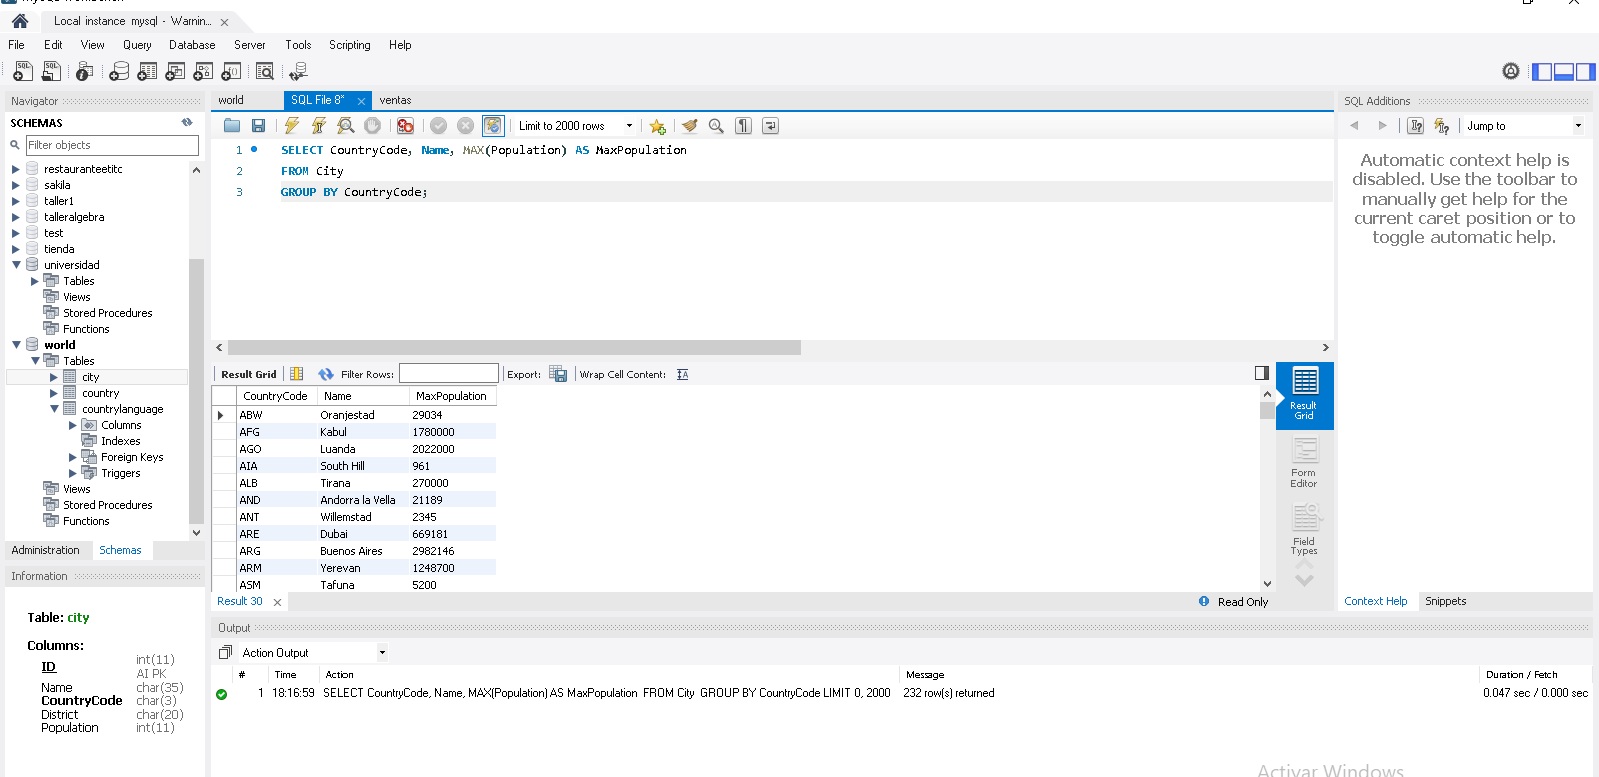 Local instance mysql - Warnin...
File Edit View Query Database Server Tools Scripting Help
Navigator
SCHEMAS
Filter objects
restauranteetitc
sakila
taller1
talleralgebra
test
tienda
universidad
Tables
Views
Stored Procedures
Functions
world
Tables
city
country
countrylanguage
Columns
Indexes
Foreign Keys
Triggers
Views
Stored Procedures
Functions
Administration Schemas
Information
Table: city
Columns:
ID int(11) AI PK
Name char(35)
CountryCode char(3)
District char(20)
Population int(11)
world SQL File 8* ventas
Limit to 2000 rows
1 SELECT CountryCode, Name, MAX(Population) AS MaxPopulation
2 FROM City
3 GROUP BY CountryCode;
Result Grid Filter Rows: Export: Wrap Cell Content:
CountryCode Name MaxPopulation
ABW Oranjestad 29034
AFG Kabul 1780000
AGO Luanda 2022000
AIA South Hill 961
ALB Tirana 270000
AND Andorra la Vella 21189
ANT Willemstad 2345
ARE Dubai 669181
ARG Buenos Aires 2982146
ARM Yerevan 1248700
ASM Tafuna 5200
Result Grid
Form Editor
Field Types
Result 30 Read Only
SQL Additions
Jump to
Automatic context help is
disabled. Use the toolbar to
manually get help for the
current caret position or to
toggle automatic help.
Context Help Snippets
Output
Action Output
# Time Action Message Duration / Fetch
1 18:16:59 SELECT CountryCode, Name, MAX(Population) AS MaxPopulation FROM City GROUP BY CountryCode LIMIT 0, 2000 232 row(s) returned 0.047 sec / 0.000 sec
Activar Windows